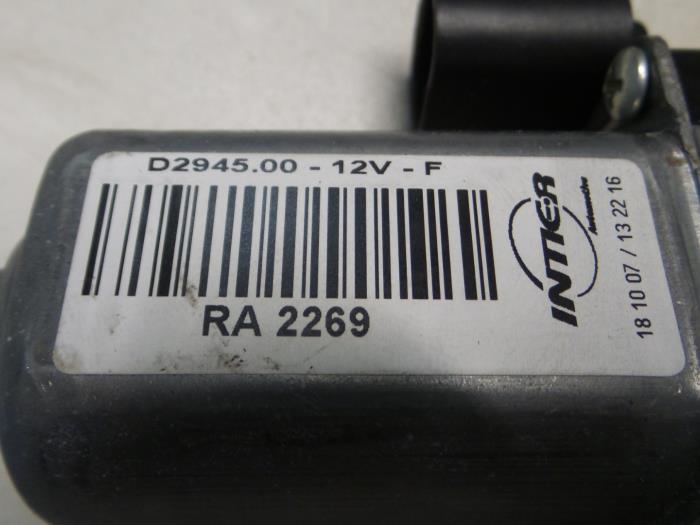 D2945.00 - 12V - F
RA 2269
INTIER
Automotive
18 10 07 / 13 22 16